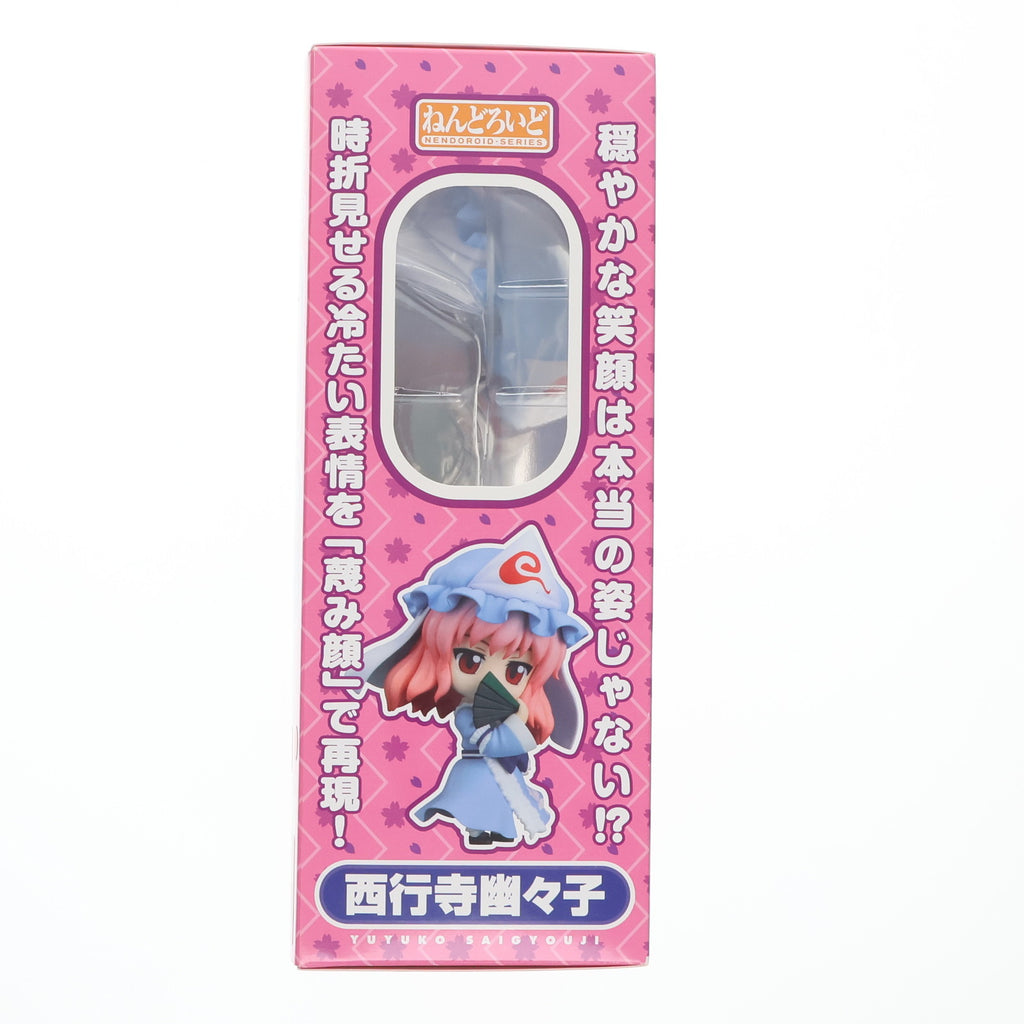 ねんどろいど
NENDOROID・SERIES
穏やかな笑顔は本当の姿じゃない!?
時折見せる冷たい表情を「蔑み顔」で再現!
西行寺幽々子
YUYUKO SAIGYOUJI